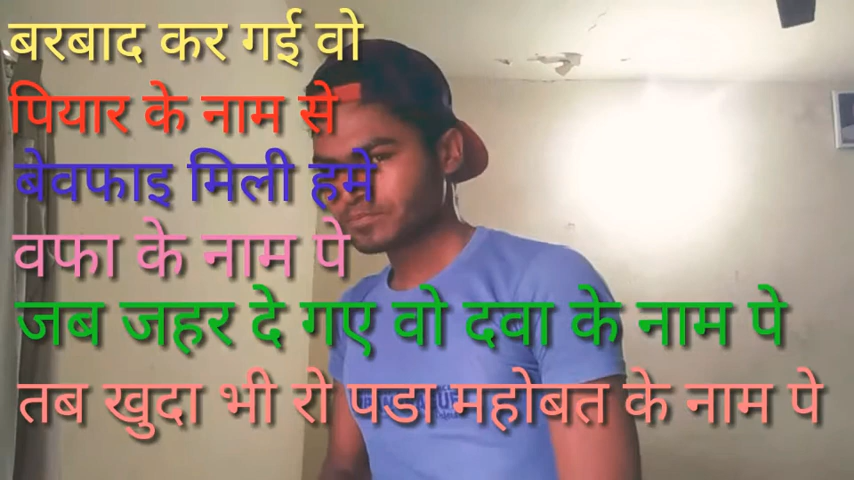 बरबाद कर गई वो
पियार के नाम से
बेवफाइ मिली हमे
वफा के नाम पे
जब जहर दे गए वो दवा के नाम पे
तब खुदा भी रो पडा महोबत के नाम पे